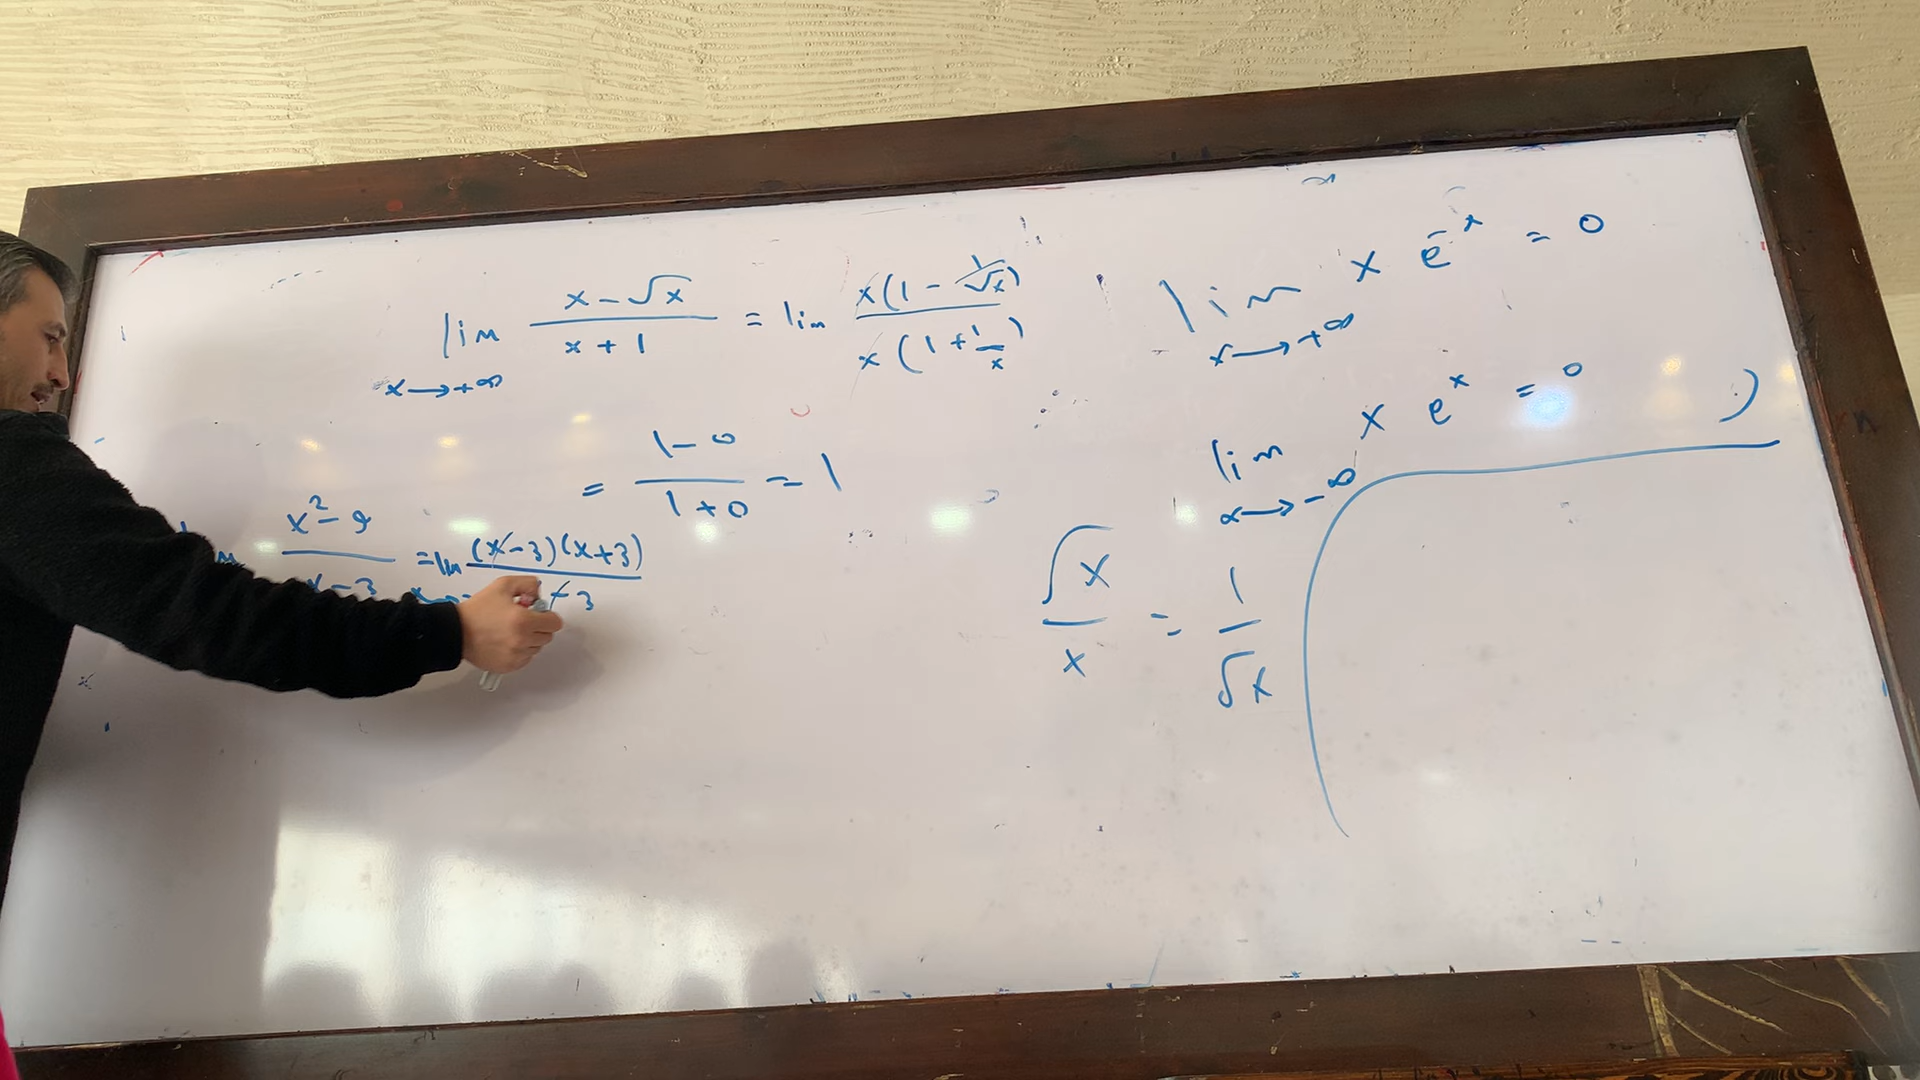 lim x→+∞ (x-√x)/(x+1) = lim x(1 - 1/√x)/x(1 + 1/x)
= (1-0)/(1+0) = 1
(x²-9)/(x-3) = lim (x-3)(x+3)/
lim x→+∞ x e^-x = 0
lim x→-∞ x e^x = 0
√x/x = 1/√x